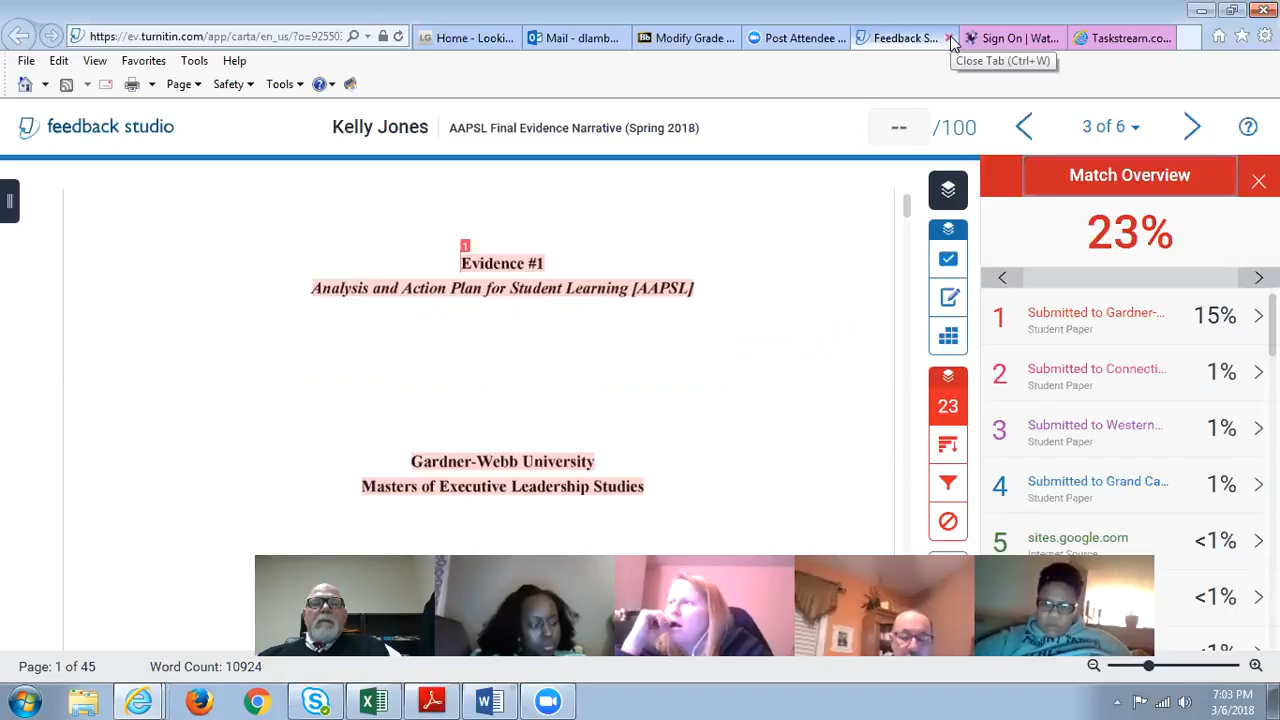 https://ev.turnitin.com/app/carta/en_us/?o=92550
Home - Looki...
Mail - dlamb...
Modify Grade ...
Post Attendee ...
Feedback S...
Sign On | Wat...
Taskstream.co...
Close Tab (Ctrl+W)
File Edit View Favorites Tools Help
Page Safety Tools
feedback studio
Kelly Jones
AAPSL Final Evidence Narrative (Spring 2018)
-- /100
3 of 6
Match Overview
23%
1 Submitted to Gardner-... 15%
Student Paper
2 Submitted to Connecti... 1%
Student Paper
3 Submitted to Western... 1%
Student Paper
4 Submitted to Grand Ca... 1%
Student Paper
5 sites.google.com <1%
Internet Source
<1%
23
1
Evidence #1
Analysis and Action Plan for Student Learning [AAPSL]
Gardner-Webb University
Masters of Executive Leadership Studies
Page: 1 of 45 Word Count: 10924
7:03 PM
3/6/2018